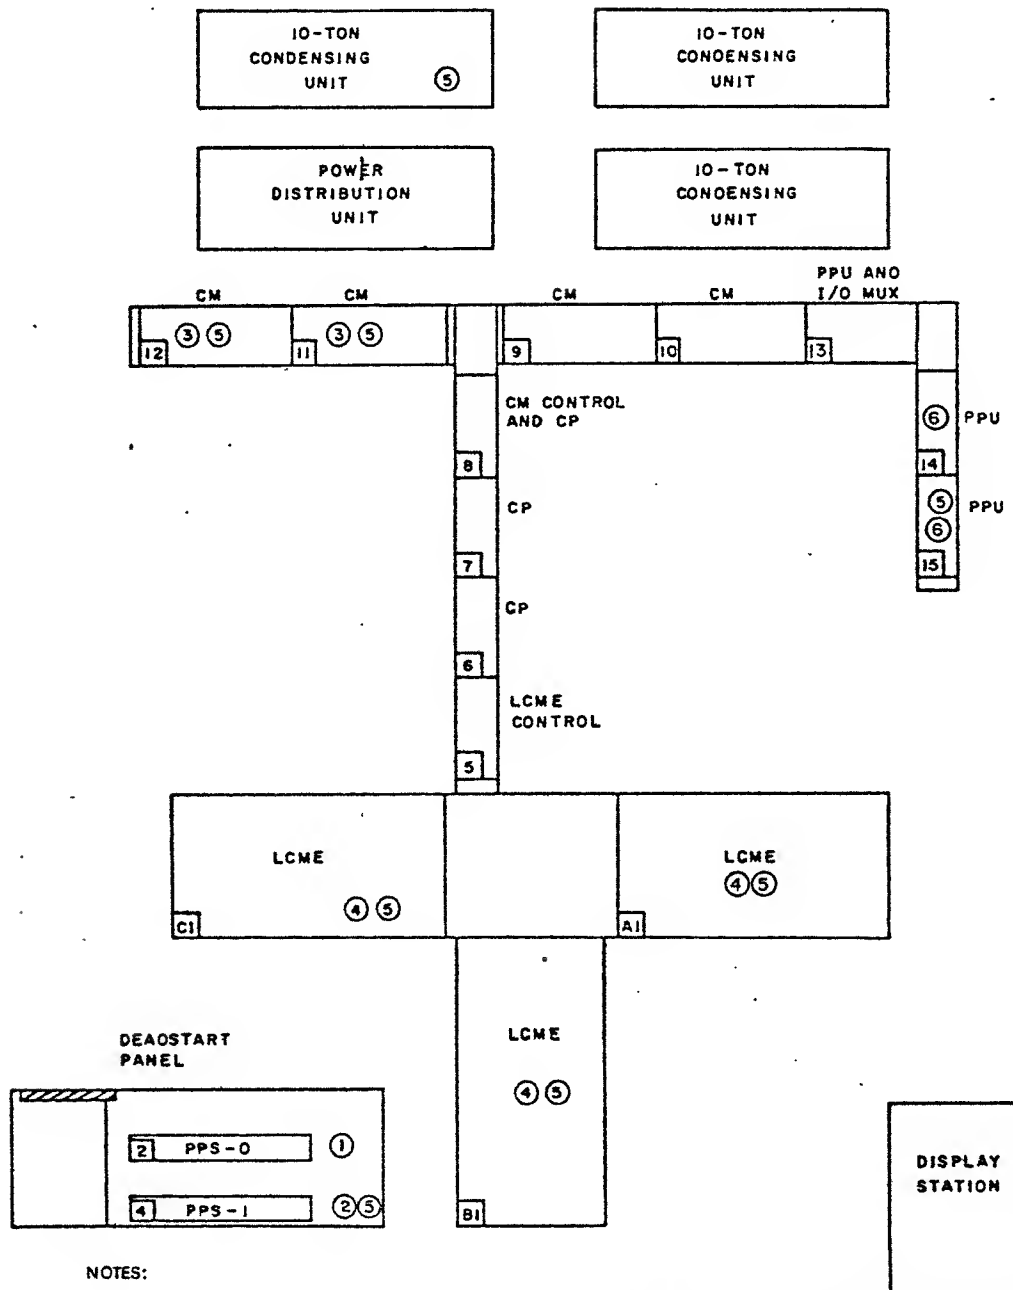 10-TON
CONDENSING
UNIT
5
10-TON
CONDENSING
UNIT
POWER
DISTRIBUTION
UNIT
10-TON
CONDENSING
UNIT
CM
CM
CM
CM
PPU AND
I/O MUX
12
3 5
11
3 5
9
10
13
CM CONTROL
AND CP
8
6
PPU
14
CP
7
5
6
PPU
15
CP
6
LCME
CONTROL
5
LCME
4 5
C1
LCME
4 5
A1
LCME
4 5
B1
DEADSTART
PANEL
2 PPS-0 1
4 PPS-1 2 5
DISPLAY
STATION
NOTES: